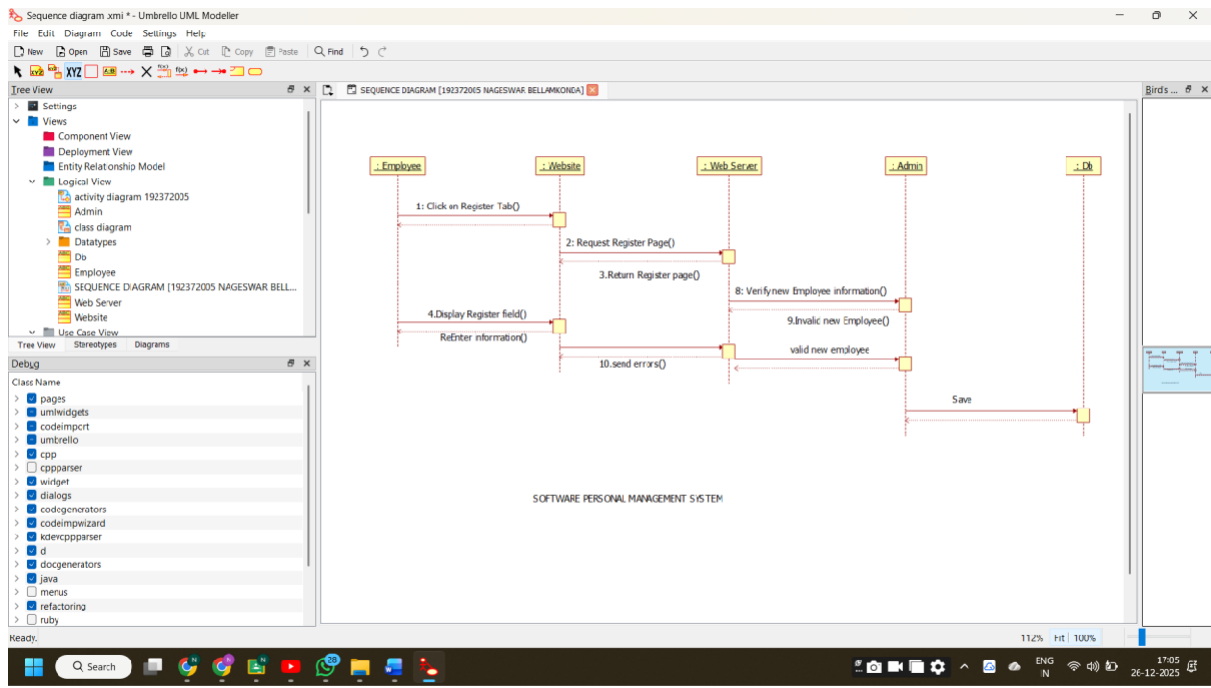 Sequence diagram .xmi * - Umbrello UML Modeller
File Edit Diagram Code Settings Help
New Open Save Cut Copy Paste Find
XYZ
Tree View
Settings
Views
Component View
Deployment View
Entity Relationship Model
Logical View
activity diagram 192372005
Admin
class diagram
Datatypes
Db
Employee
SEQUENCE DIAGRAM [192372005 NAGESWAR BELL...
Web Server
Website
Use Case View
Tree View Stereotypes Diagrams
Debug
Class Name
pages
umlwidgets
codeimport
umbrello
cpp
cppparser
widget
dialogs
codegenerators
codeimpwizard
kdevcppparser
d
docgenerators
java
menus
refactoring
ruby
SEQUENCE DIAGRAM [192372005 NAGESWAR BELLAMKONDA]
Birds ...
: Employee
: Website
: Web Server
: Admin
: Db
1: Click on Register Tab()
2: Request Register Page()
3.Return Register page()
8: Verify new Employee information()
4.Display Register field()
9.Invalic new Employee()
ReEnter information()
valid new employee
10.send errors()
Save
SOFTWARE PERSONAL MANAGEMENT SYSTEM
Ready.
112% Fit 100%
Search
28
ENG
IN
17:05
26-12-2025